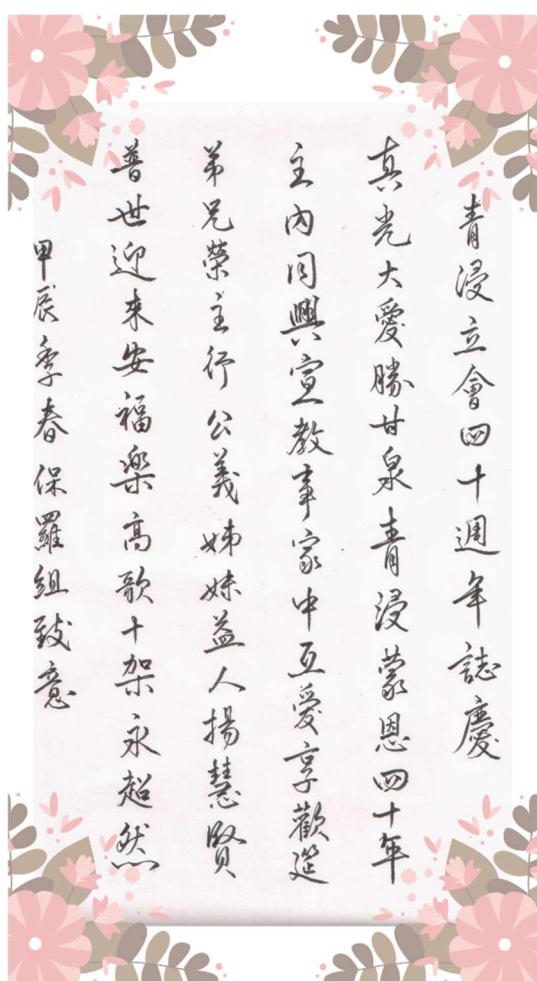 青浸立會四十週年誌慶
真光大愛勝甘泉青浸蒙恩四十年
主內同興宣教事家中互愛享歡筵
弟兄榮主行公義姊妹益人揚慧賢
普世迎來安福樂高歌十架永超然
甲辰季春保羅組致意